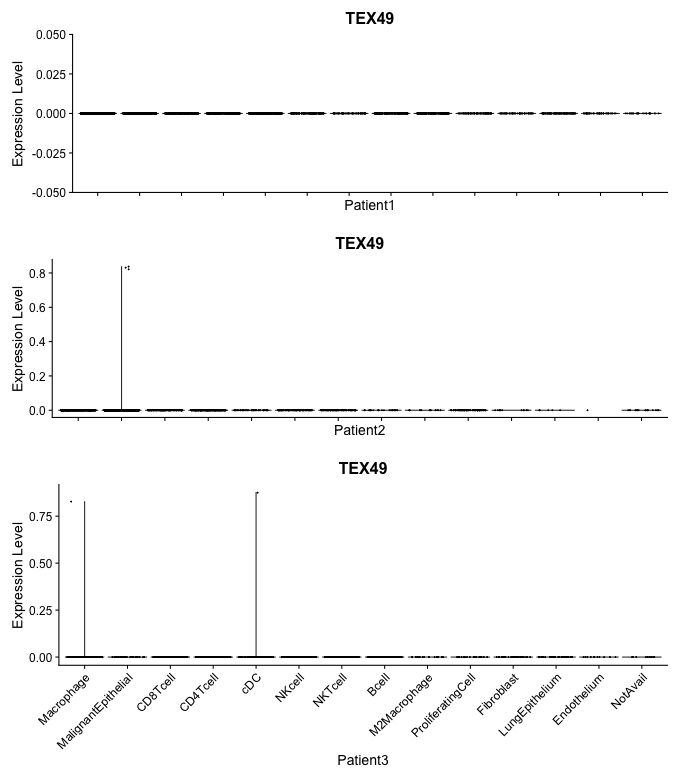 TEX49
Expression Level
0.050
0.025
0.000
-0.025
-0.050
Patient1
TEX49
Expression Level
0.8
0.6
0.4
0.2
0.0
Patient2
TEX49
Expression Level
0.75
0.50
0.25
0.00
Macrophage
MalignantEpithelial
CD8Tcell
CD4Tcell
cDC
NKcell
NKTcell
Bcell
M2Macrophage
ProliferatingCell
Fibroblast
LungEpithelium
Endothelium
NotAvail
Patient3